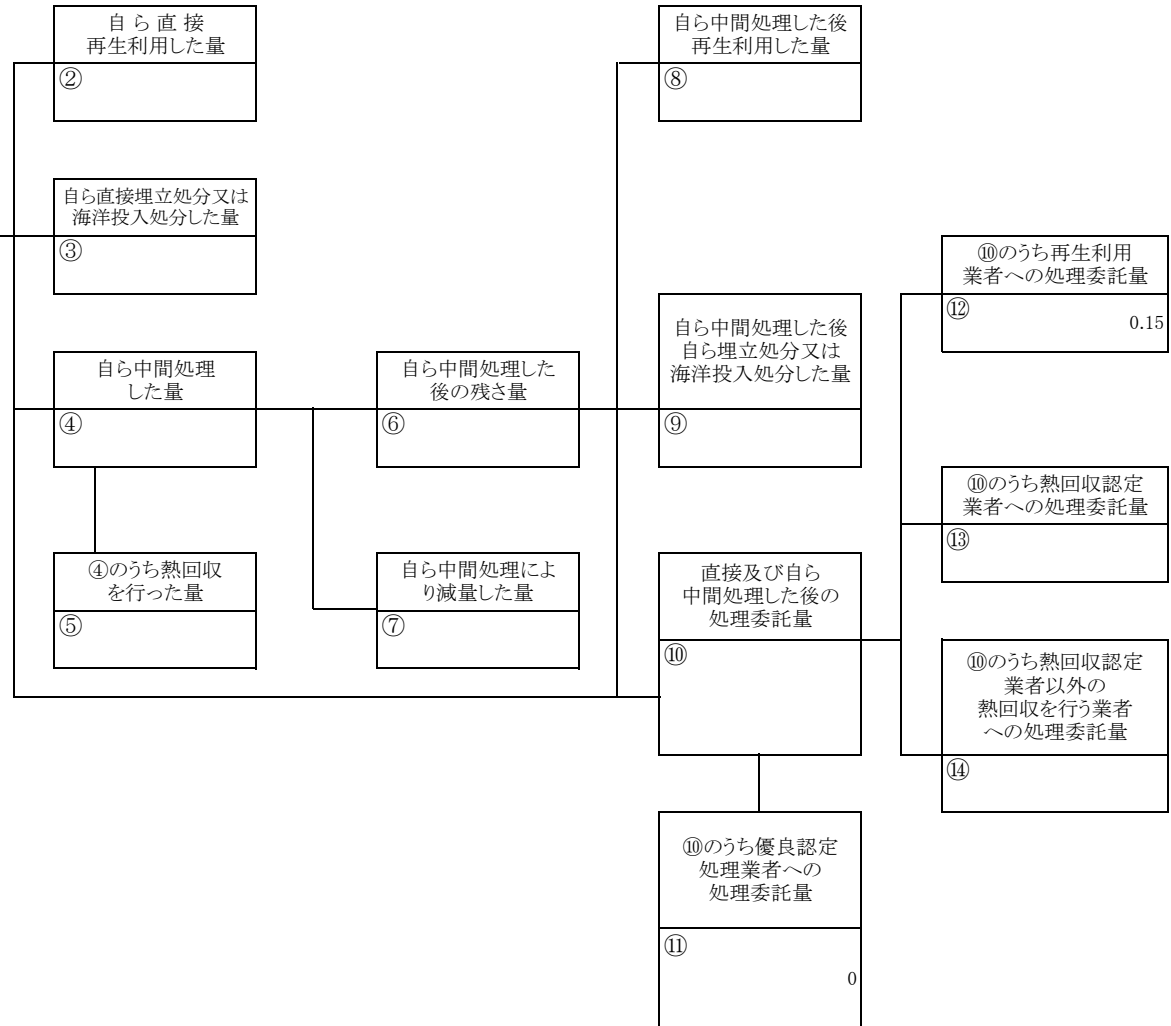 自 ら 直 接
再生利用した量
②
自ら直接埋立処分又は
海洋投入処分した量
③
自ら中間処理
した量
④
④のうち熱回収
を行った量
⑤
自ら中間処理した
後の残さ量
⑥
自ら中間処理によ
り減量した量
⑦
自ら中間処理した後
再生利用した量
⑧
自ら中間処理した後
自ら埋立処分又は
海洋投入処分した量
⑨
直接及び自ら
中間処理した後の
処理委託量
⑩
⑩のうち優良認定
処理業者への
処理委託量
⑪
0
⑩のうち再生利用
業者への処理委託量
⑫
0.15
⑩のうち熱回収認定
業者への処理委託量
⑬
⑩のうち熱回収認定
業者以外の
熱回収を行う業者
への処理委託量
⑭